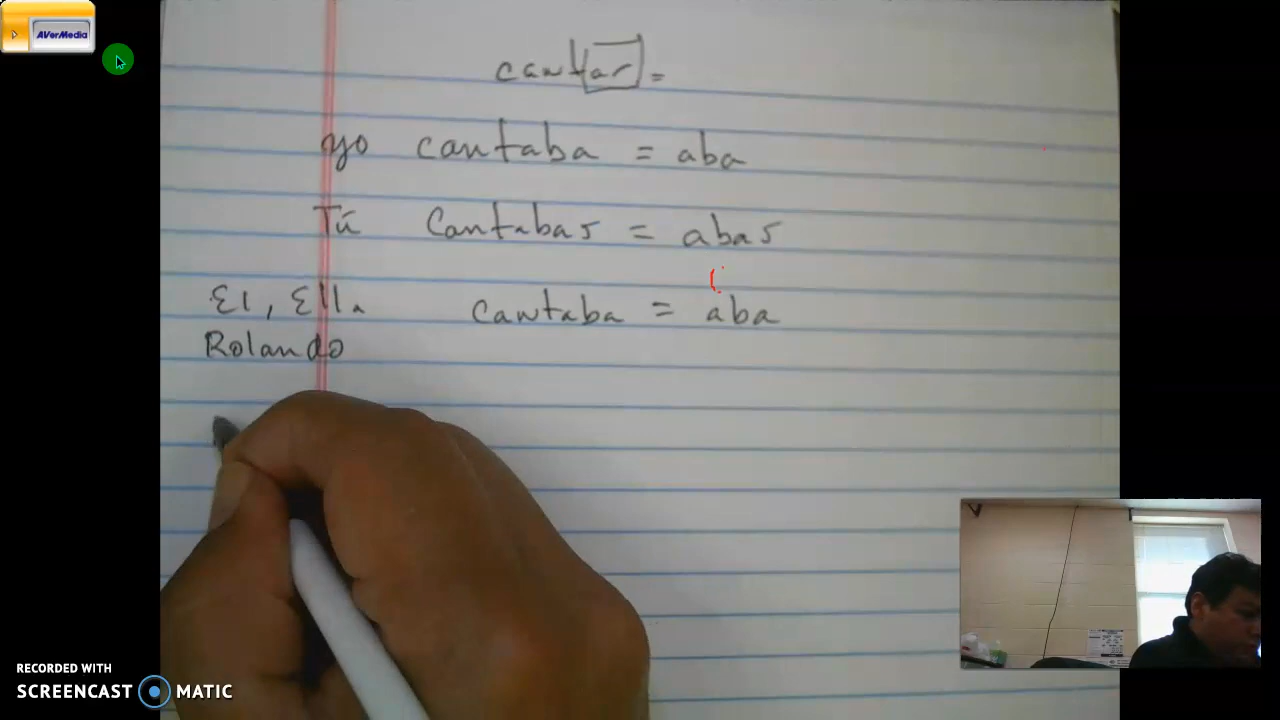 AVerMedia
cantar =
yo cantaba = aba
Tú Cantabas = abas
El, Ella cantaba = aba
Rolando
RECORDED WITH
SCREENCAST MATIC